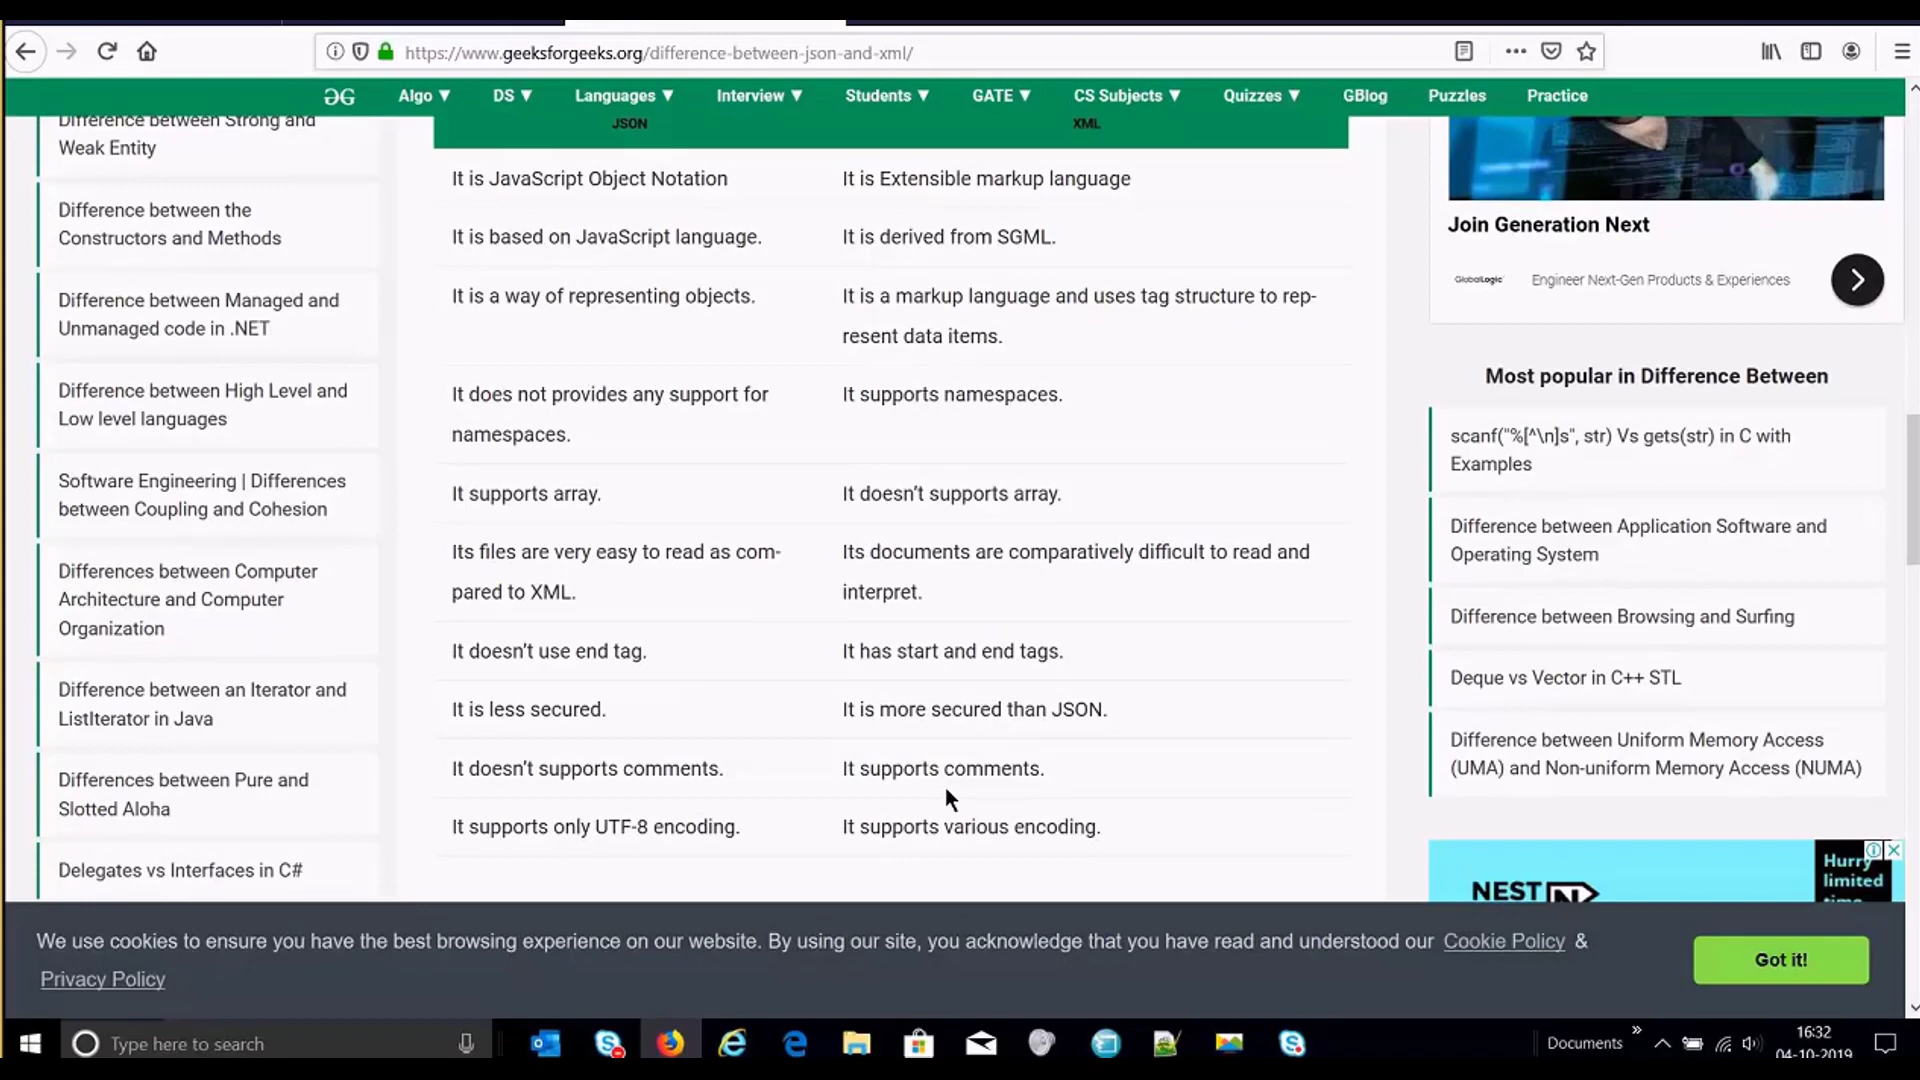 https://www.geeksforgeeks.org/difference-between-json-and-xml/
Algo ▼ DS ▼ Languages ▼ Interview ▼ Students ▼ GATE ▼ CS Subjects ▼ Quizzes ▼ GBlog Puzzles Practice
Difference between Strong and
Weak Entity
Difference between the
Constructors and Methods
Difference between Managed and
Unmanaged code in .NET
Difference between High Level and
Low level languages
Software Engineering | Differences
between Coupling and Cohesion
Differences between Computer
Architecture and Computer
Organization
Difference between an Iterator and
ListIterator in Java
Differences between Pure and
Slotted Aloha
Delegates vs Interfaces in C#
JSON XML
It is JavaScript Object Notation It is Extensible markup language
It is based on JavaScript language. It is derived from SGML.
It is a way of representing objects. It is a markup language and uses tag structure to rep-
resent data items.
It does not provides any support for It supports namespaces.
namespaces.
It supports array. It doesn’t supports array.
Its files are very easy to read as com- Its documents are comparatively difficult to read and
pared to XML. interpret.
It doesn’t use end tag. It has start and end tags.
It is less secured. It is more secured than JSON.
It doesn’t supports comments. It supports comments.
It supports only UTF-8 encoding. It supports various encoding.
Join Generation Next
GlobalLogic Engineer Next-Gen Products & Experiences
Most popular in Difference Between
scanf("%[^\n]s", str) Vs gets(str) in C with
Examples
Difference between Application Software and
Operating System
Difference between Browsing and Surfing
Deque vs Vector in C++ STL
Difference between Uniform Memory Access
(UMA) and Non-uniform Memory Access (NUMA)
NEST N
Hurry
limited
time
We use cookies to ensure you have the best browsing experience on our website. By using our site, you acknowledge that you have read and understood our Cookie Policy &
Privacy Policy
Got it!
Type here to search
Documents
16:32
04-10-2019